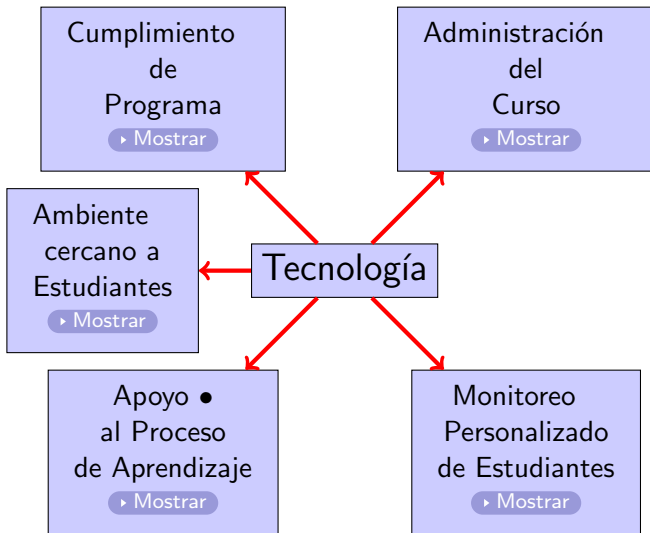 Cumplimiento
de
Programa
Mostrar
Administración
del
Curso
Mostrar
Ambiente
cercano a
Estudiantes
Mostrar
Tecnología
Apoyo •
al Proceso
de Aprendizaje
Mostrar
Monitoreo
Personalizado
de Estudiantes
Mostrar